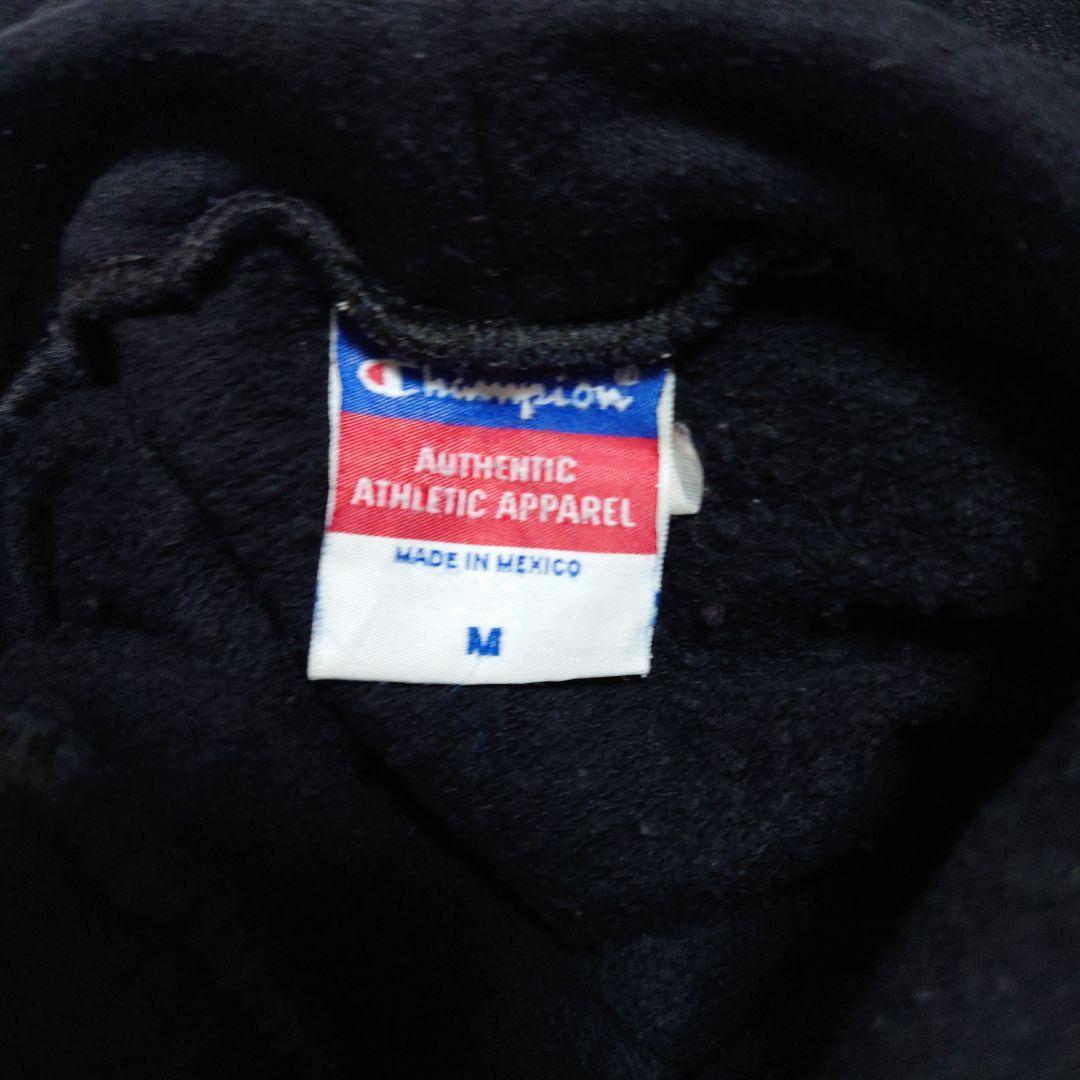 Champion®
AUTHENTIC
ATHLETIC APPAREL
MADE IN MEXICO
M